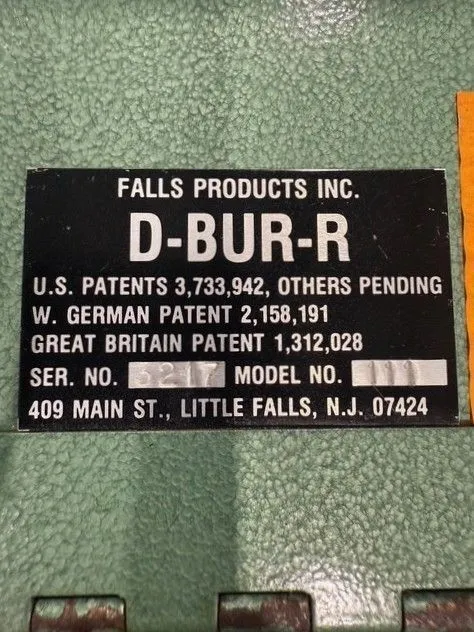 FALLS PRODUCTS INC.
D-BUR-R
U.S. PATENTS 3,733,942, OTHERS PENDING
W. GERMAN PATENT 2,158,191
GREAT BRITAIN PATENT 1,312,028
SER. NO. MODEL NO. 111
409 MAIN ST., LITTLE FALLS, N.J. 07424